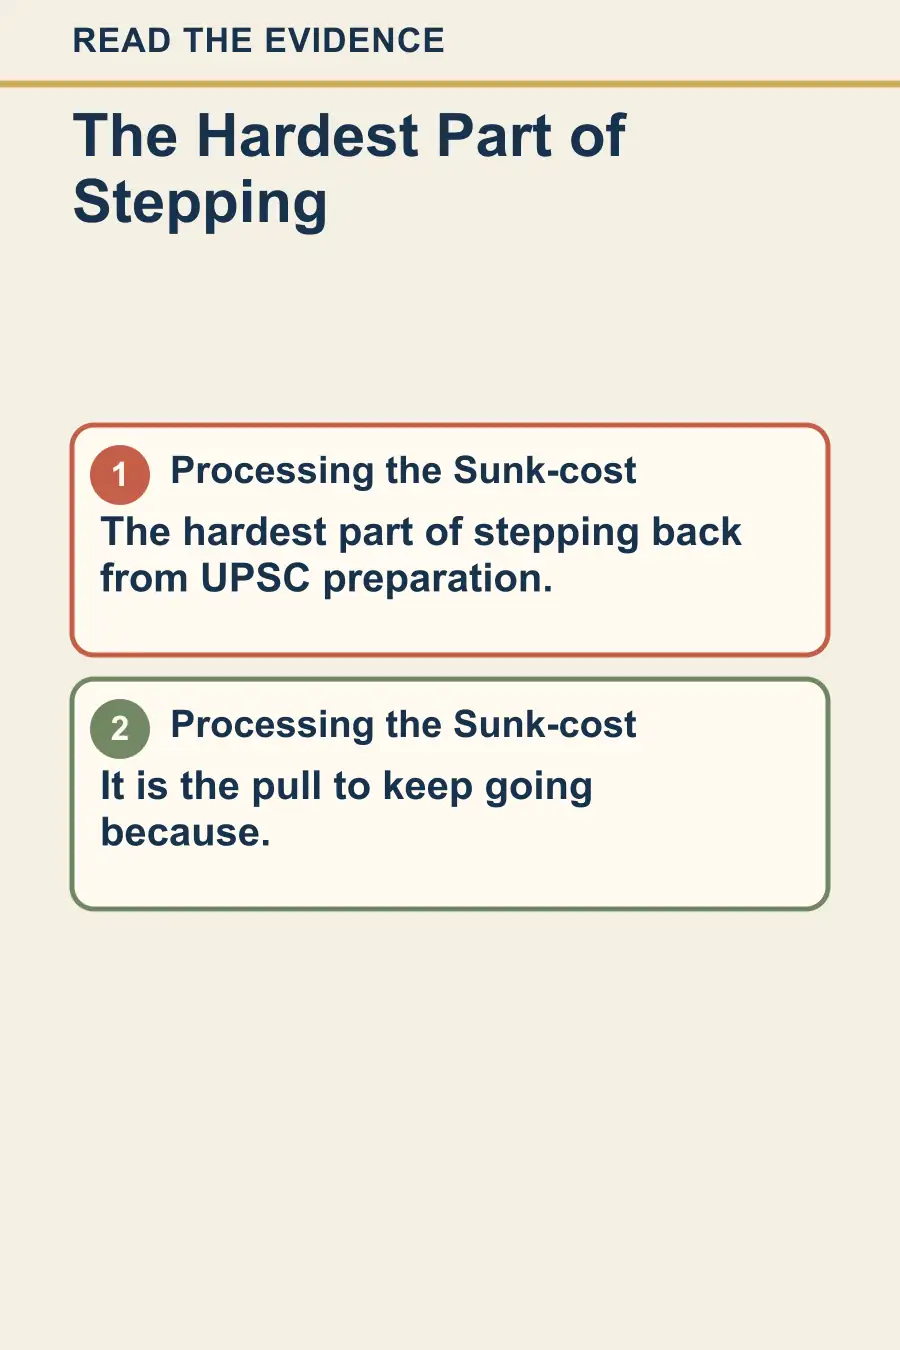 READ THE EVIDENCE
The Hardest Part of
Stepping
1 Processing the Sunk-cost
The hardest part of stepping back
from UPSC preparation.
2 Processing the Sunk-cost
It is the pull to keep going
because.